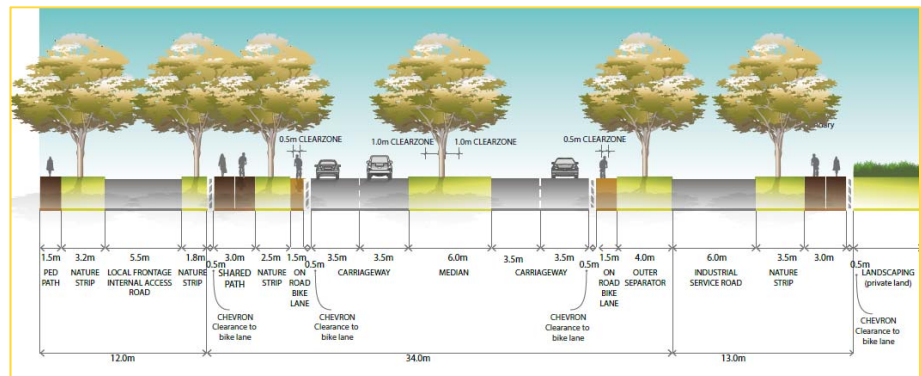 0.5m CLEARZONE
1.0m CLEARZONE
1.0m CLEARZONE
0.5m CLEARZONE
1.5m
3.2m
5.5m
1.8m
0.5m
3.0m
2.5m
1.5m
0.5m
3.5m
3.5m
6.0m
3.5m
3.5m
0.5m
1.5m
4.0m
6.0m
3.5m
3.0m
0.5m
PED
PATH
NATURE
STRIP
LOCAL FRONTAGE
INTERNAL ACCESS
ROAD
NATURE
STRIP
SHARED
PATH
NATURE
STRIP
ON
ROAD
BIKE
LANE
CARRIAGEWAY
MEDIAN
CARRIAGEWAY
ON
ROAD
BIKE
LANE
OUTER
SEPARATOR
INDUSTRIAL
SERVICE ROAD
NATURE
STRIP
LANDSCAPING
(private land)
CHEVRON
Clearance to
bike lane
CHEVRON
Clearance to
bike lane
CHEVRON
Clearance to
bike lane
CHEVRON
Clearance to
bike lane
12.0m
34.0m
13.0m